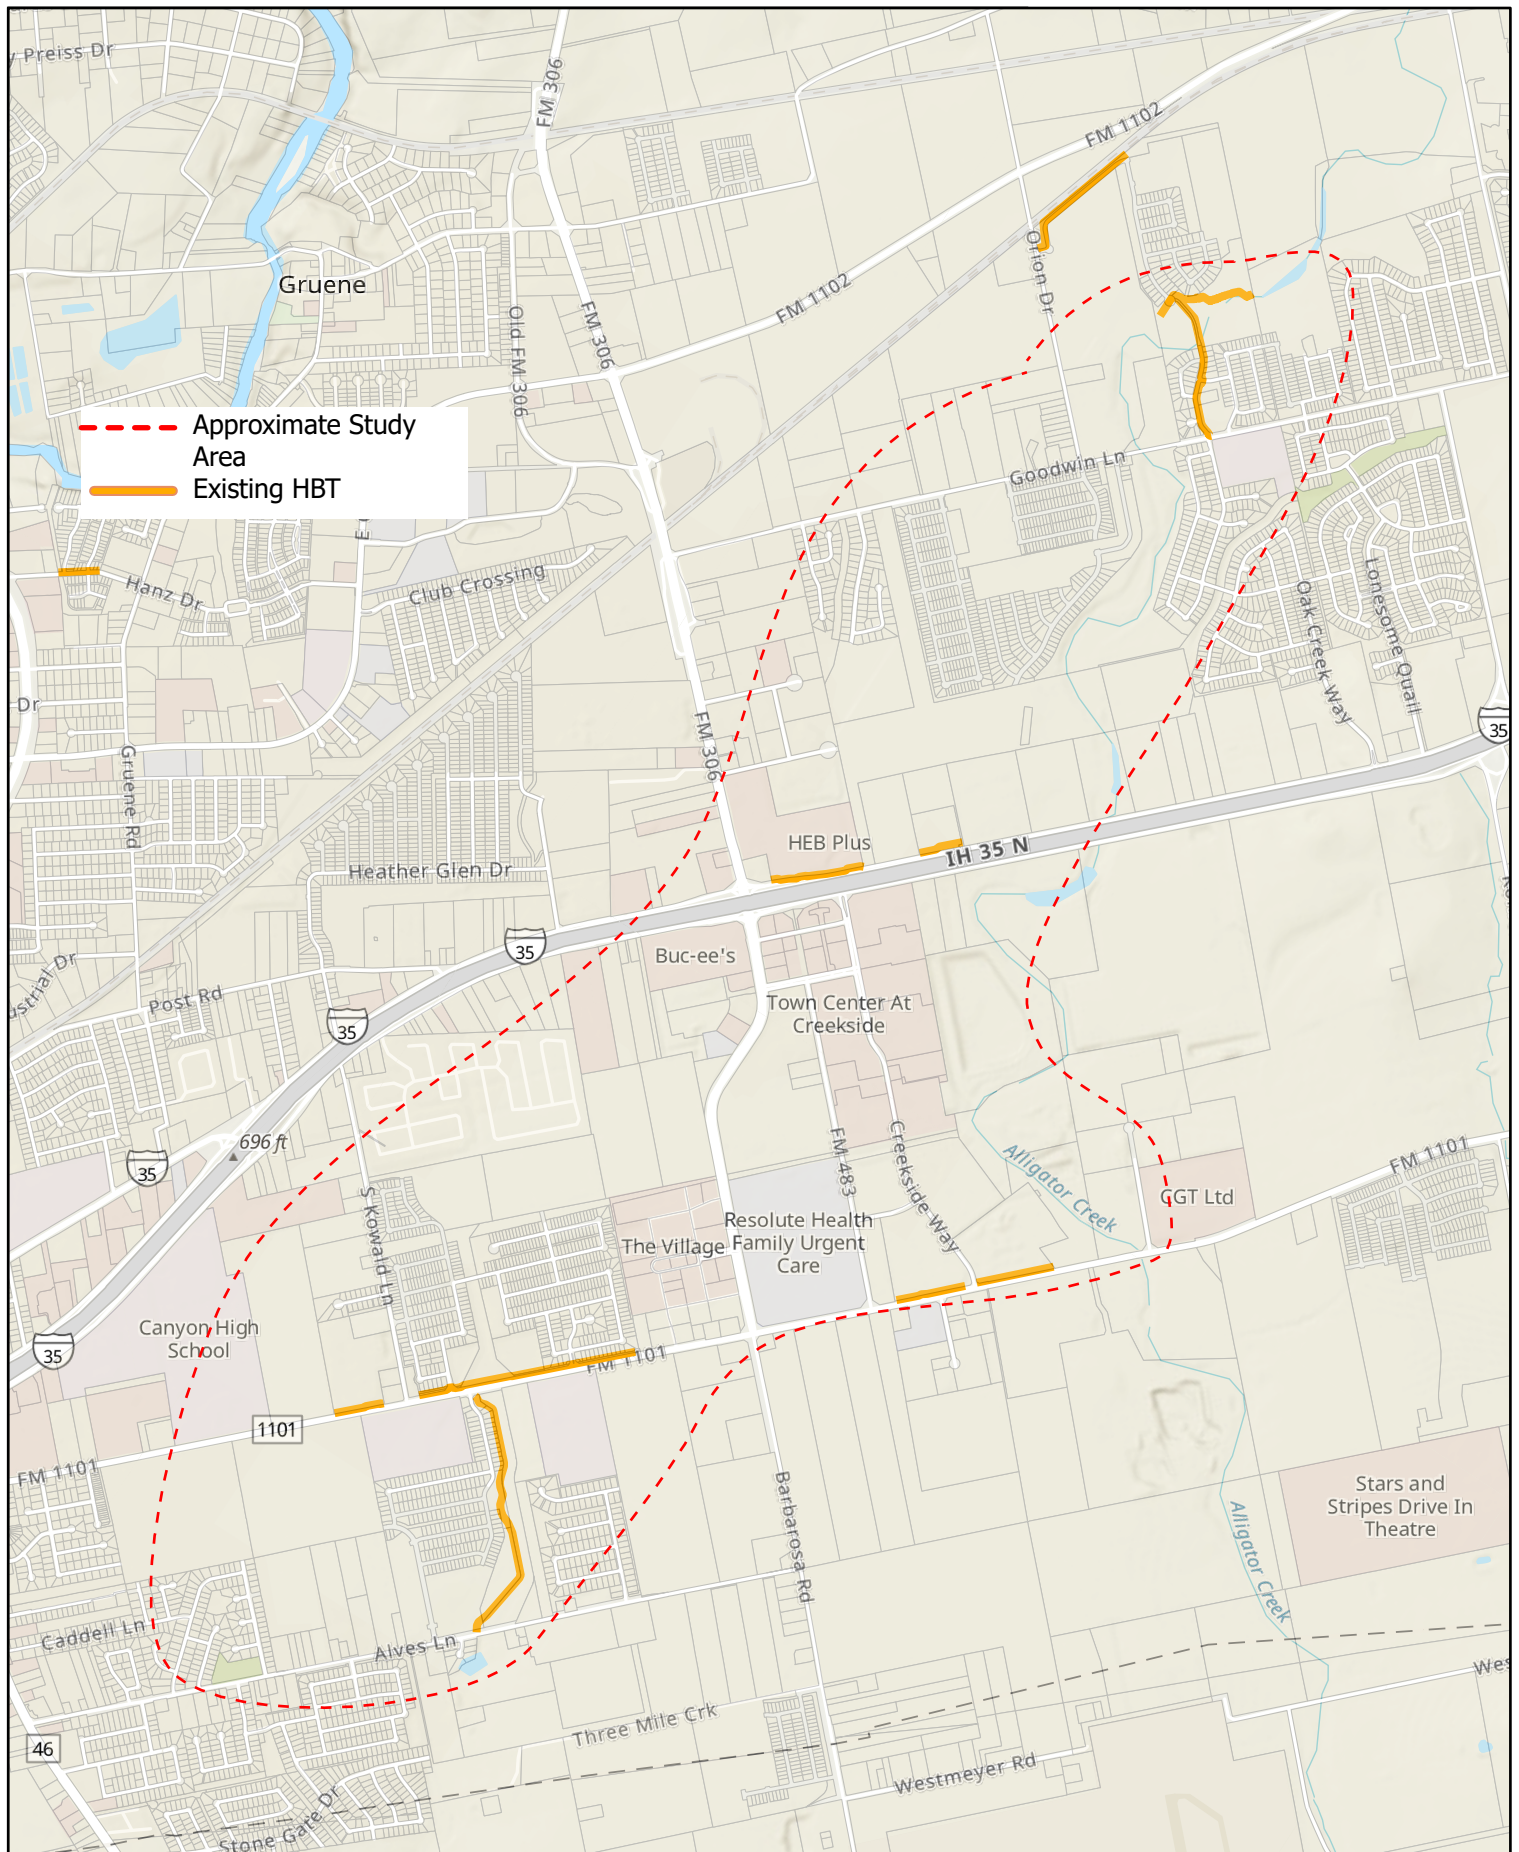 y Preiss Dr
FM 306
FM 1102
Orion Dr
Gruene
FM 1102
FM 306
Old FM 306
Approximate Study
Area
Existing HBT
Goodwin Ln
E
Hanz Dr
Club Crossing
Oak Creek Way
Lonesome Quail
Dr
FM 306
35
Gruene Rd
HEB Plus
IH 35 N
Heather Glen Dr
35
Buc-ee's
ustrial Dr
Post Rd
Town Center At
Creekside
35
696 ft
35
FM 483
Creekside Way
Alligator Creek
FM 1101
CGT Ltd
S Kowald Ln
Resolute Health
Family Urgent
Care
The Village
Canyon High
School
35
FM 1101
1101
FM 1101
Barbarosa Rd
Stars and
Stripes Drive In
Theatre
Alligator Creek
Caddell Ln
Alves Ln
Wes
Three Mile Crk
46
Westmeyer Rd
Stone Gate Dr